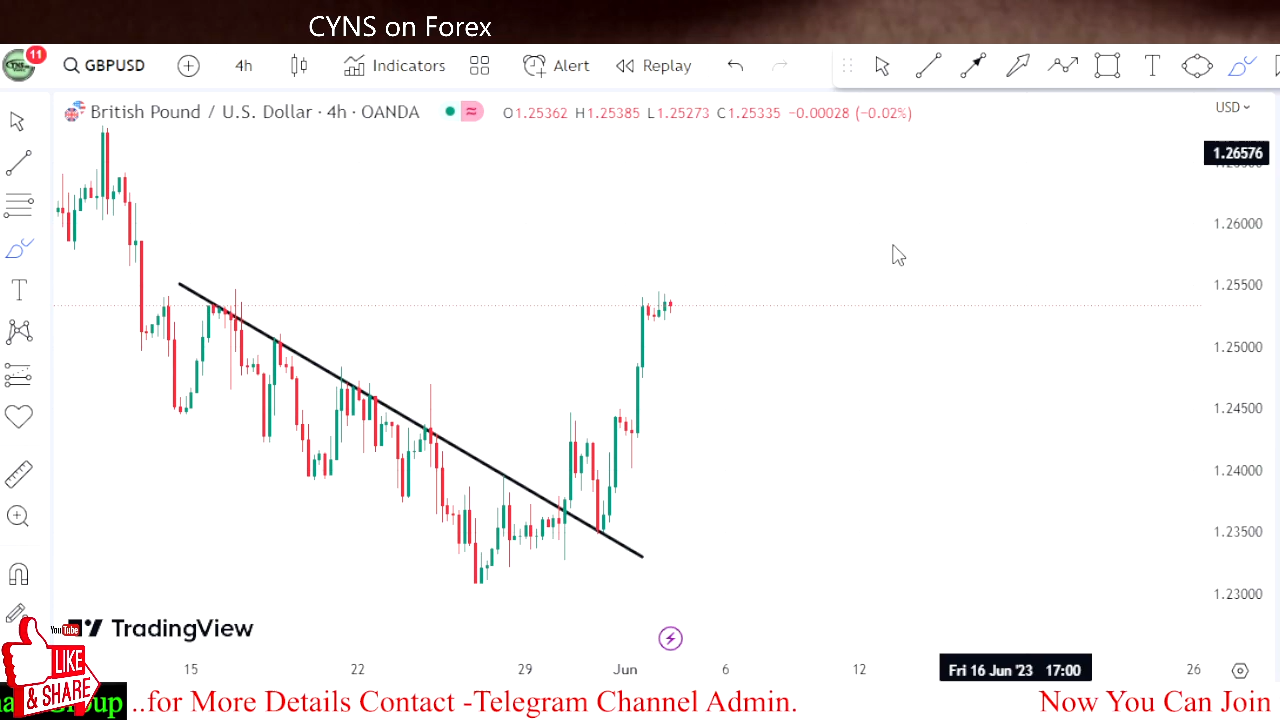 CYNS on Forex
11
GBPUSD
4h
Indicators
Alert
Replay
British Pound / U.S. Dollar · 4h · OANDA
O1.25362 H1.25385 L1.25273 C1.25335 −0.00028 (−0.02%)
USD
1.26576
1.26000
1.25500
1.25000
1.24500
1.24000
1.23500
1.23000
YouTube
LIKE
& SHARE
TradingView
15 22 29 Jun 6 12 Fri 16 Jun '23 17:00 26
..for More Details Contact -Telegram Channel Admin. Now You Can Join